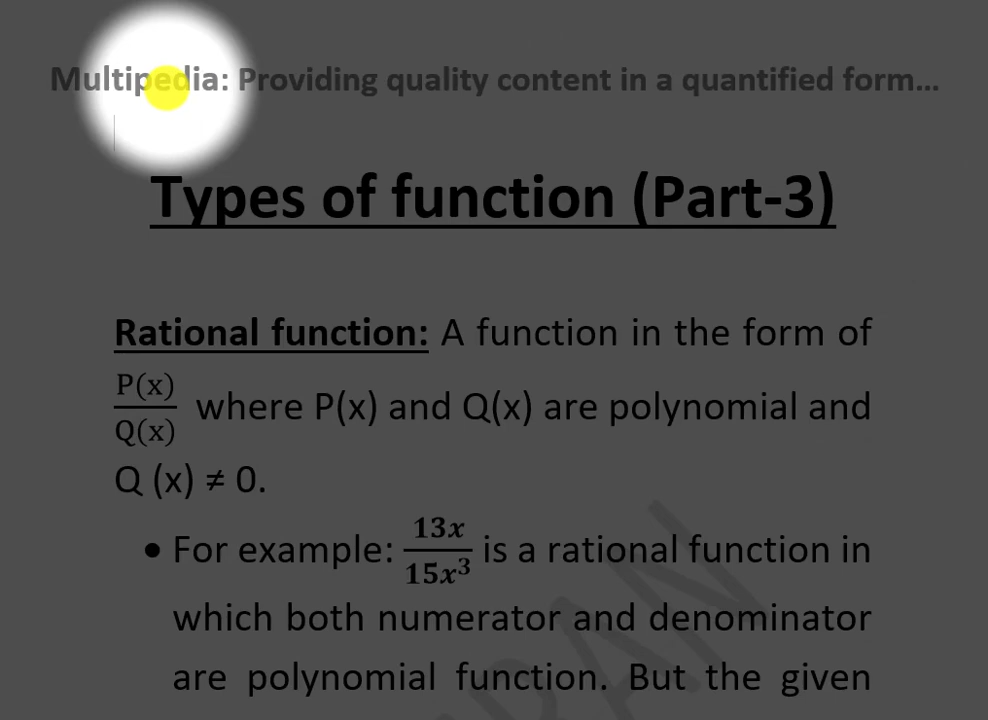 Multipedia: Providing quality content in a quantified form...
Types of function (Part-3)
Rational function: A function in the form of
P(x)/Q(x) where P(x) and Q(x) are polynomial and
Q (x) ≠ 0.
• For example: 13x/15x³ is a rational function in
which both numerator and denominator
are polynomial function. But the given